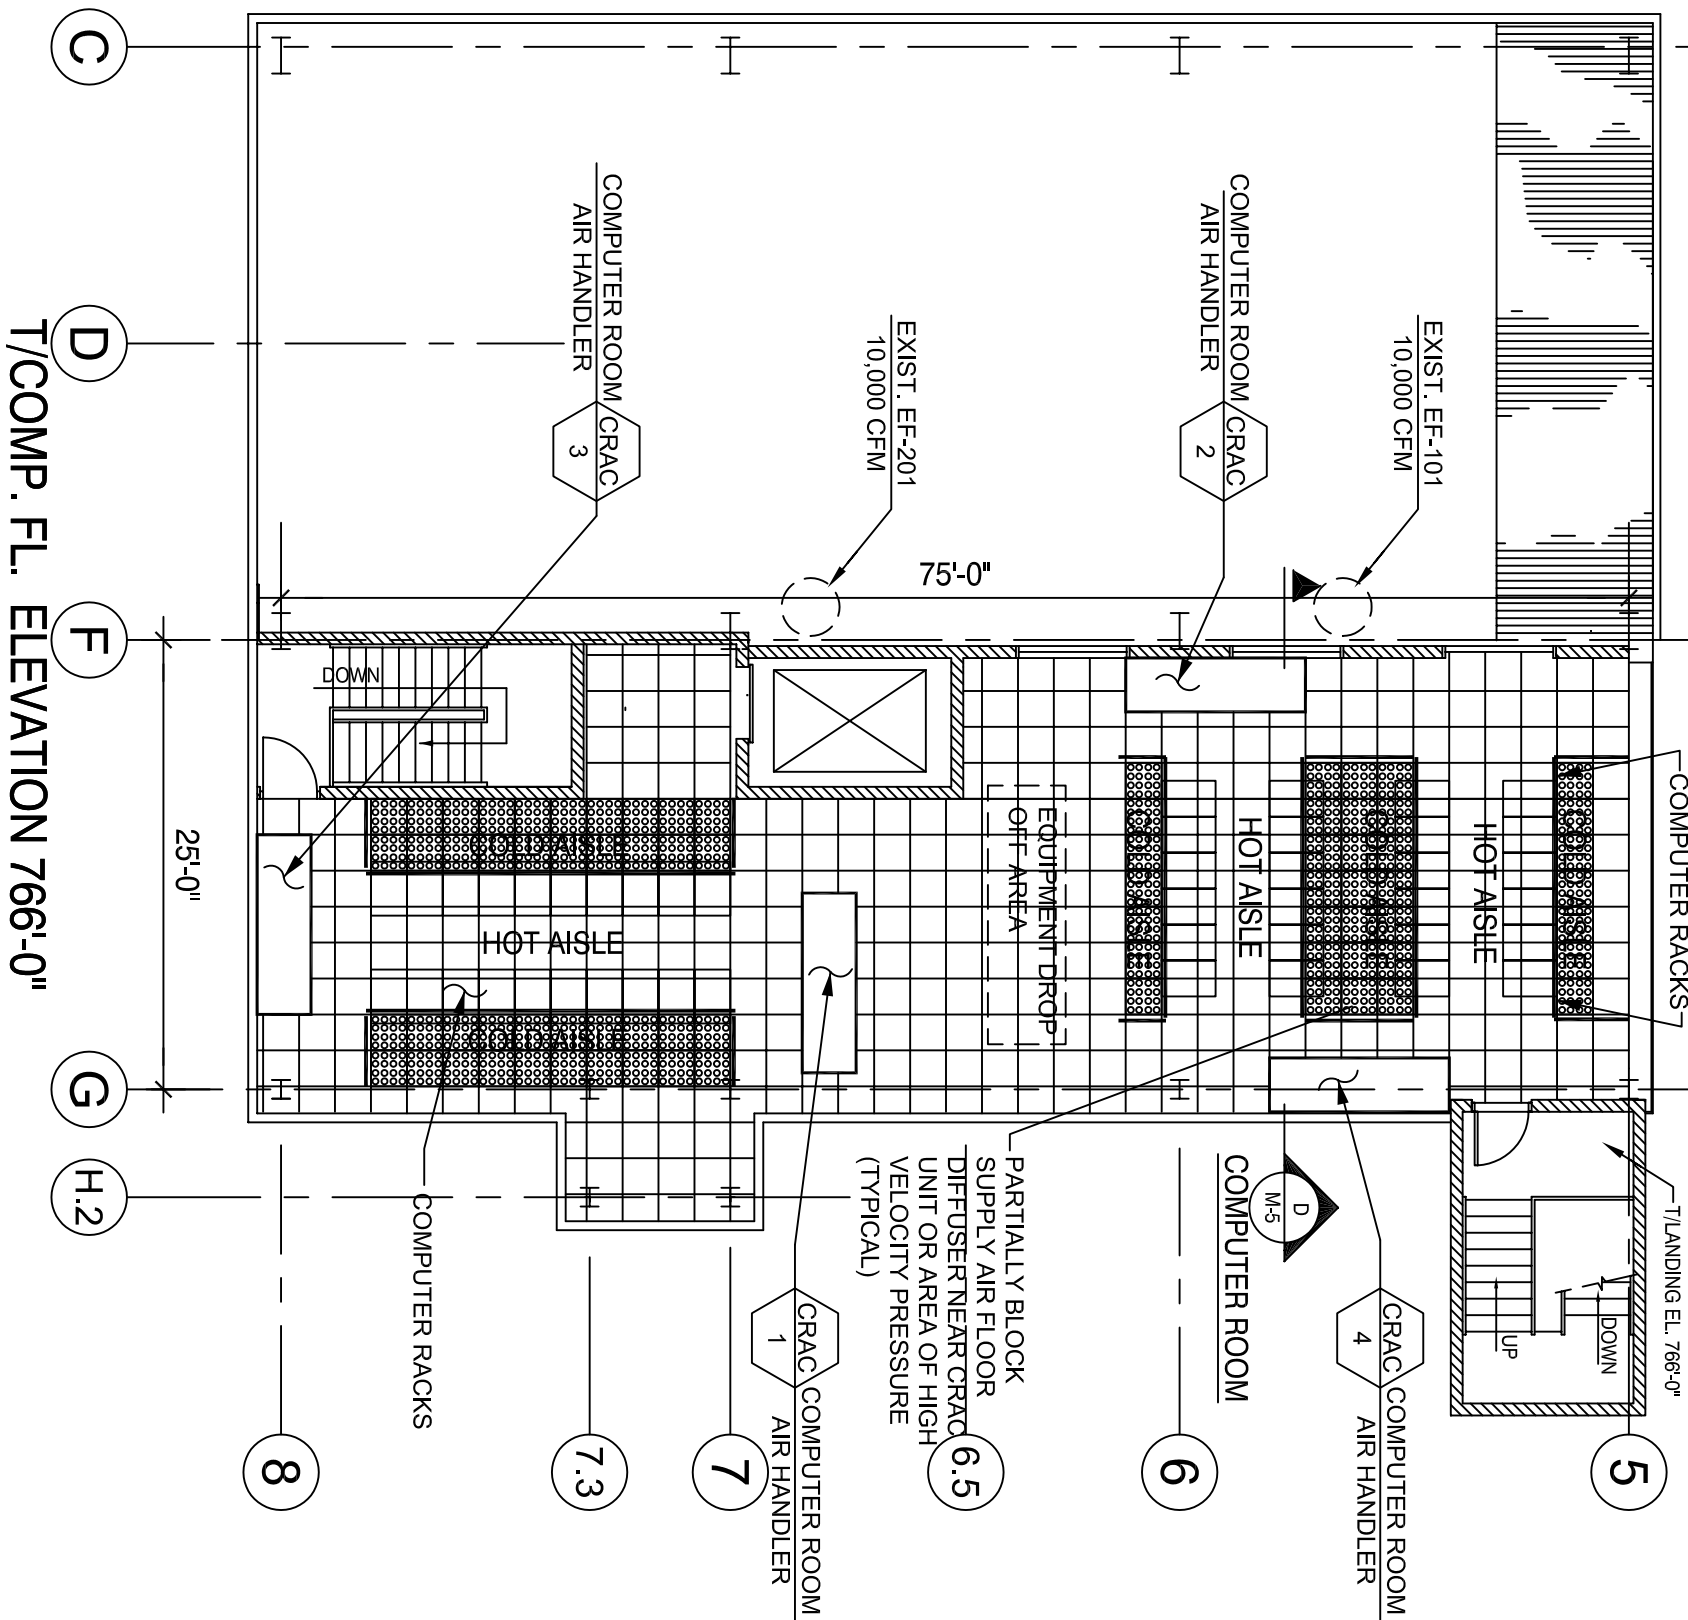 C
D
F
G
H.2
T/COMP. FL. ELEVATION 766'-0"
25'-0"
75'-0"
COMPUTER ROOM
AIR HANDLER
CRAC
3
EXIST. EF-201
10,000 CFM
COMPUTER ROOM
AIR HANDLER
CRAC
2
EXIST. EF-101
10,000 CFM
DOWN
COLD AISLE
HOT AISLE
COLD AISLE
EQUIPMENT DROP
OFF AREA
COLD AISLE
HOT AISLE
COLD AISLE
HOT AISLE
COLD AISLE
COMPUTER RACKS
COMPUTER RACKS
PARTIALLY BLOCK
SUPPLY AIR FLOOR
DIFFUSER NEAR CRAC
UNIT OR AREA OF HIGH
VELOCITY PRESSURE
(TYPICAL)
COMPUTER ROOM
D
M-5
T/LANDING EL. 766'-0"
UP
DOWN
CRAC
1
COMPUTER ROOM
AIR HANDLER
CRAC
4
COMPUTER ROOM
AIR HANDLER
8
7.3
7
6.5
6
5